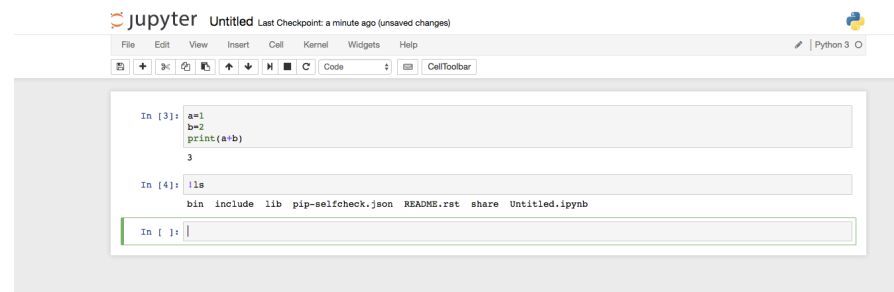 jupyter Untitled Last Checkpoint: a minute ago (unsaved changes)
File Edit View Insert Cell Kernel Widgets Help Python 3
Code CellToolbar
In [3]: a=1
b=2
print(a+b)
3
In [4]: !ls
bin include lib pip-selfcheck.json README.rst share Untitled.ipynb
In [ ]: